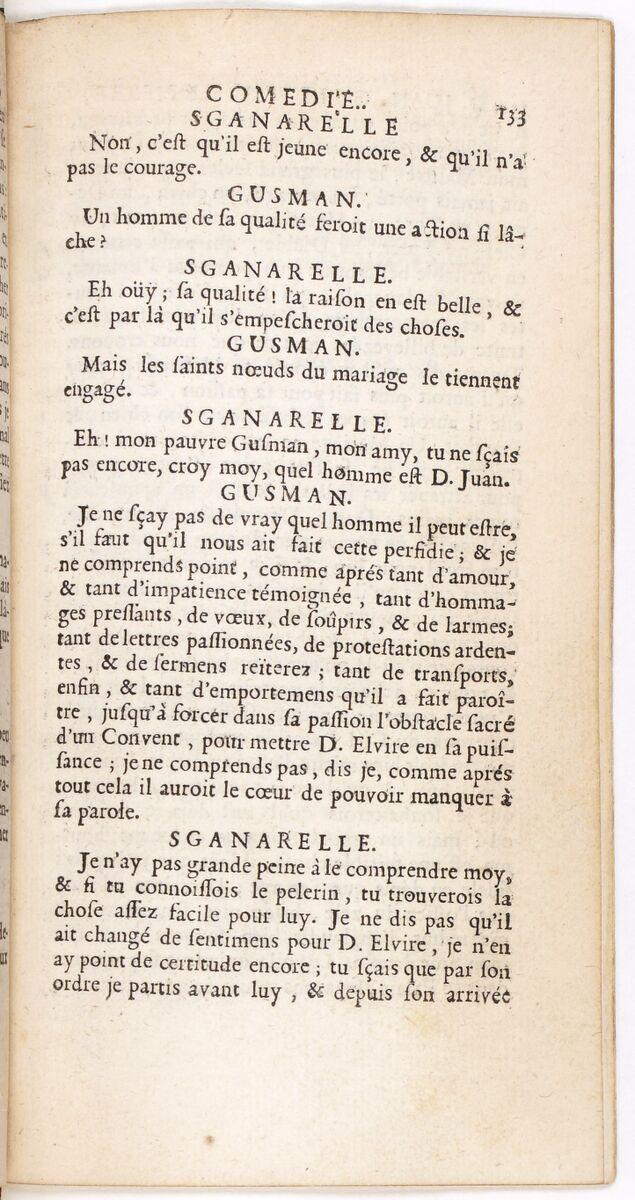 COMEDIE.. 133
SGANARELLE
Non, c'eſt qu'il eſt jeune encore, & qu'il n'a
pas le courage.
GUSMAN.
Un homme de ſa qualité feroit une action ſi lâ-
che?
SGANARELLE.
Eh oüy; ſa qualité! la raiſon en eſt belle, &
c'eſt par là qu'il s'empeſcheroit des choſes.
GUSMAN.
Mais les ſaints nœuds du mariage le tiennent
engagé.
SGANARELLE.
Eh! mon pauvre Guſman, mon amy, tu ne ſçais
pas encore, croy moy, quel homme eſt D. Juan.
GUSMAN.
Je ne ſçay pas de vray quel homme il peut eſtre,
s'il faut qu'il nous ait fait cette perfidie; & je
ne comprends point, comme aprés tant d'amour,
& tant d'impatience témoignée, tant d'homma-
ges preſſants, de vœux, de ſoûpirs, & de larmes;
tant de lettres paſſionnées, de proteſtations arden-
tes, & de ſermens reiterez; tant de tranſports,
enfin, & tant d'emportemens qu'il a fait paroî-
tre, juſqu'à forcer dans ſa paſſion l'obſtacle ſacré
d'un Convent, pour mettre D. Elvire en ſa puiſ-
ſance; je ne comprends pas, dis je, comme aprés
tout cela il auroit le cœur de pouvoir manquer à
ſa parole.
SGANARELLE.
Je n'ay pas grande peine à le comprendre moy,
& ſi tu connoiſſois le pelerin, tu trouverois la
choſe aſſez facile pour luy. Je ne dis pas qu'il
ait changé de ſentimens pour D. Elvire, je n'en
ay point de certitude encore; tu ſçais que par ſon
ordre je partis avant luy, & depuis ſon arrivée